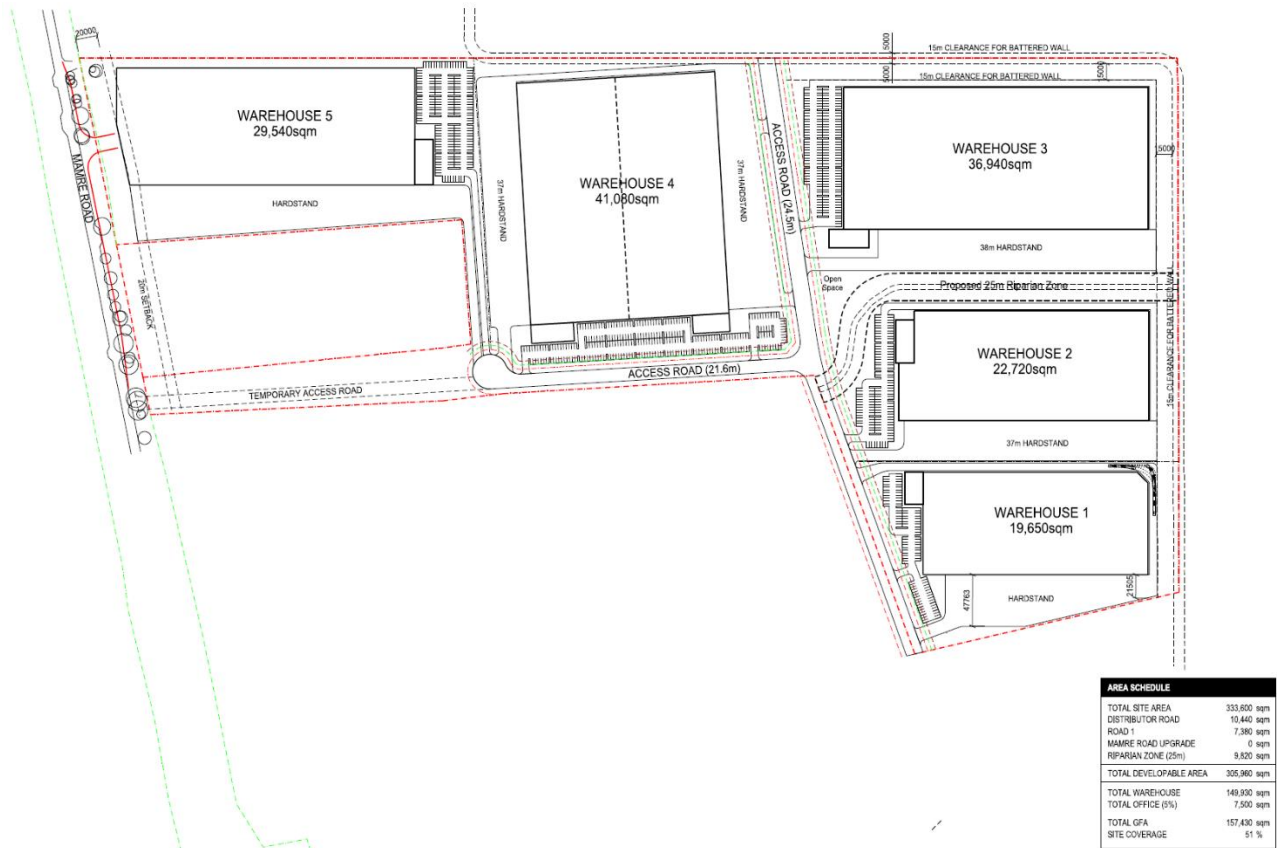 20000
5000
15m CLEARANCE FOR BATTERED WALL
5000
15m CLEARANCE FOR BATTERED WALL
15000
WAREHOUSE 5
29,540sqm
MAMRE ROAD
HARDSTAND
20m SETBACK
37m HARDSTAND
WAREHOUSE 4
41,080sqm
37m HARDSTAND
ACCESS ROAD (24.5m)
WAREHOUSE 3
36,940sqm
15000
38m HARDSTAND
Open
Space
Proposed 25m Riparian Zone
WAREHOUSE 2
22,720sqm
15m CLEARANCE FOR BATTERED WALL
ACCESS ROAD (21.6m)
TEMPORARY ACCESS ROAD
37m HARDSTAND
WAREHOUSE 1
19,650sqm
47763
HARDSTAND
21505
AREA SCHEDULE
TOTAL SITE AREA 333,600 sqm
DISTRIBUTOR ROAD 10,440 sqm
ROAD 1 7,380 sqm
MAMRE ROAD UPGRADE 0 sqm
RIPARIAN ZONE (25m) 9,820 sqm
TOTAL DEVELOPABLE AREA 305,960 sqm
TOTAL WAREHOUSE 149,930 sqm
TOTAL OFFICE (5%) 7,500 sqm
TOTAL GFA 157,430 sqm
SITE COVERAGE 51 %